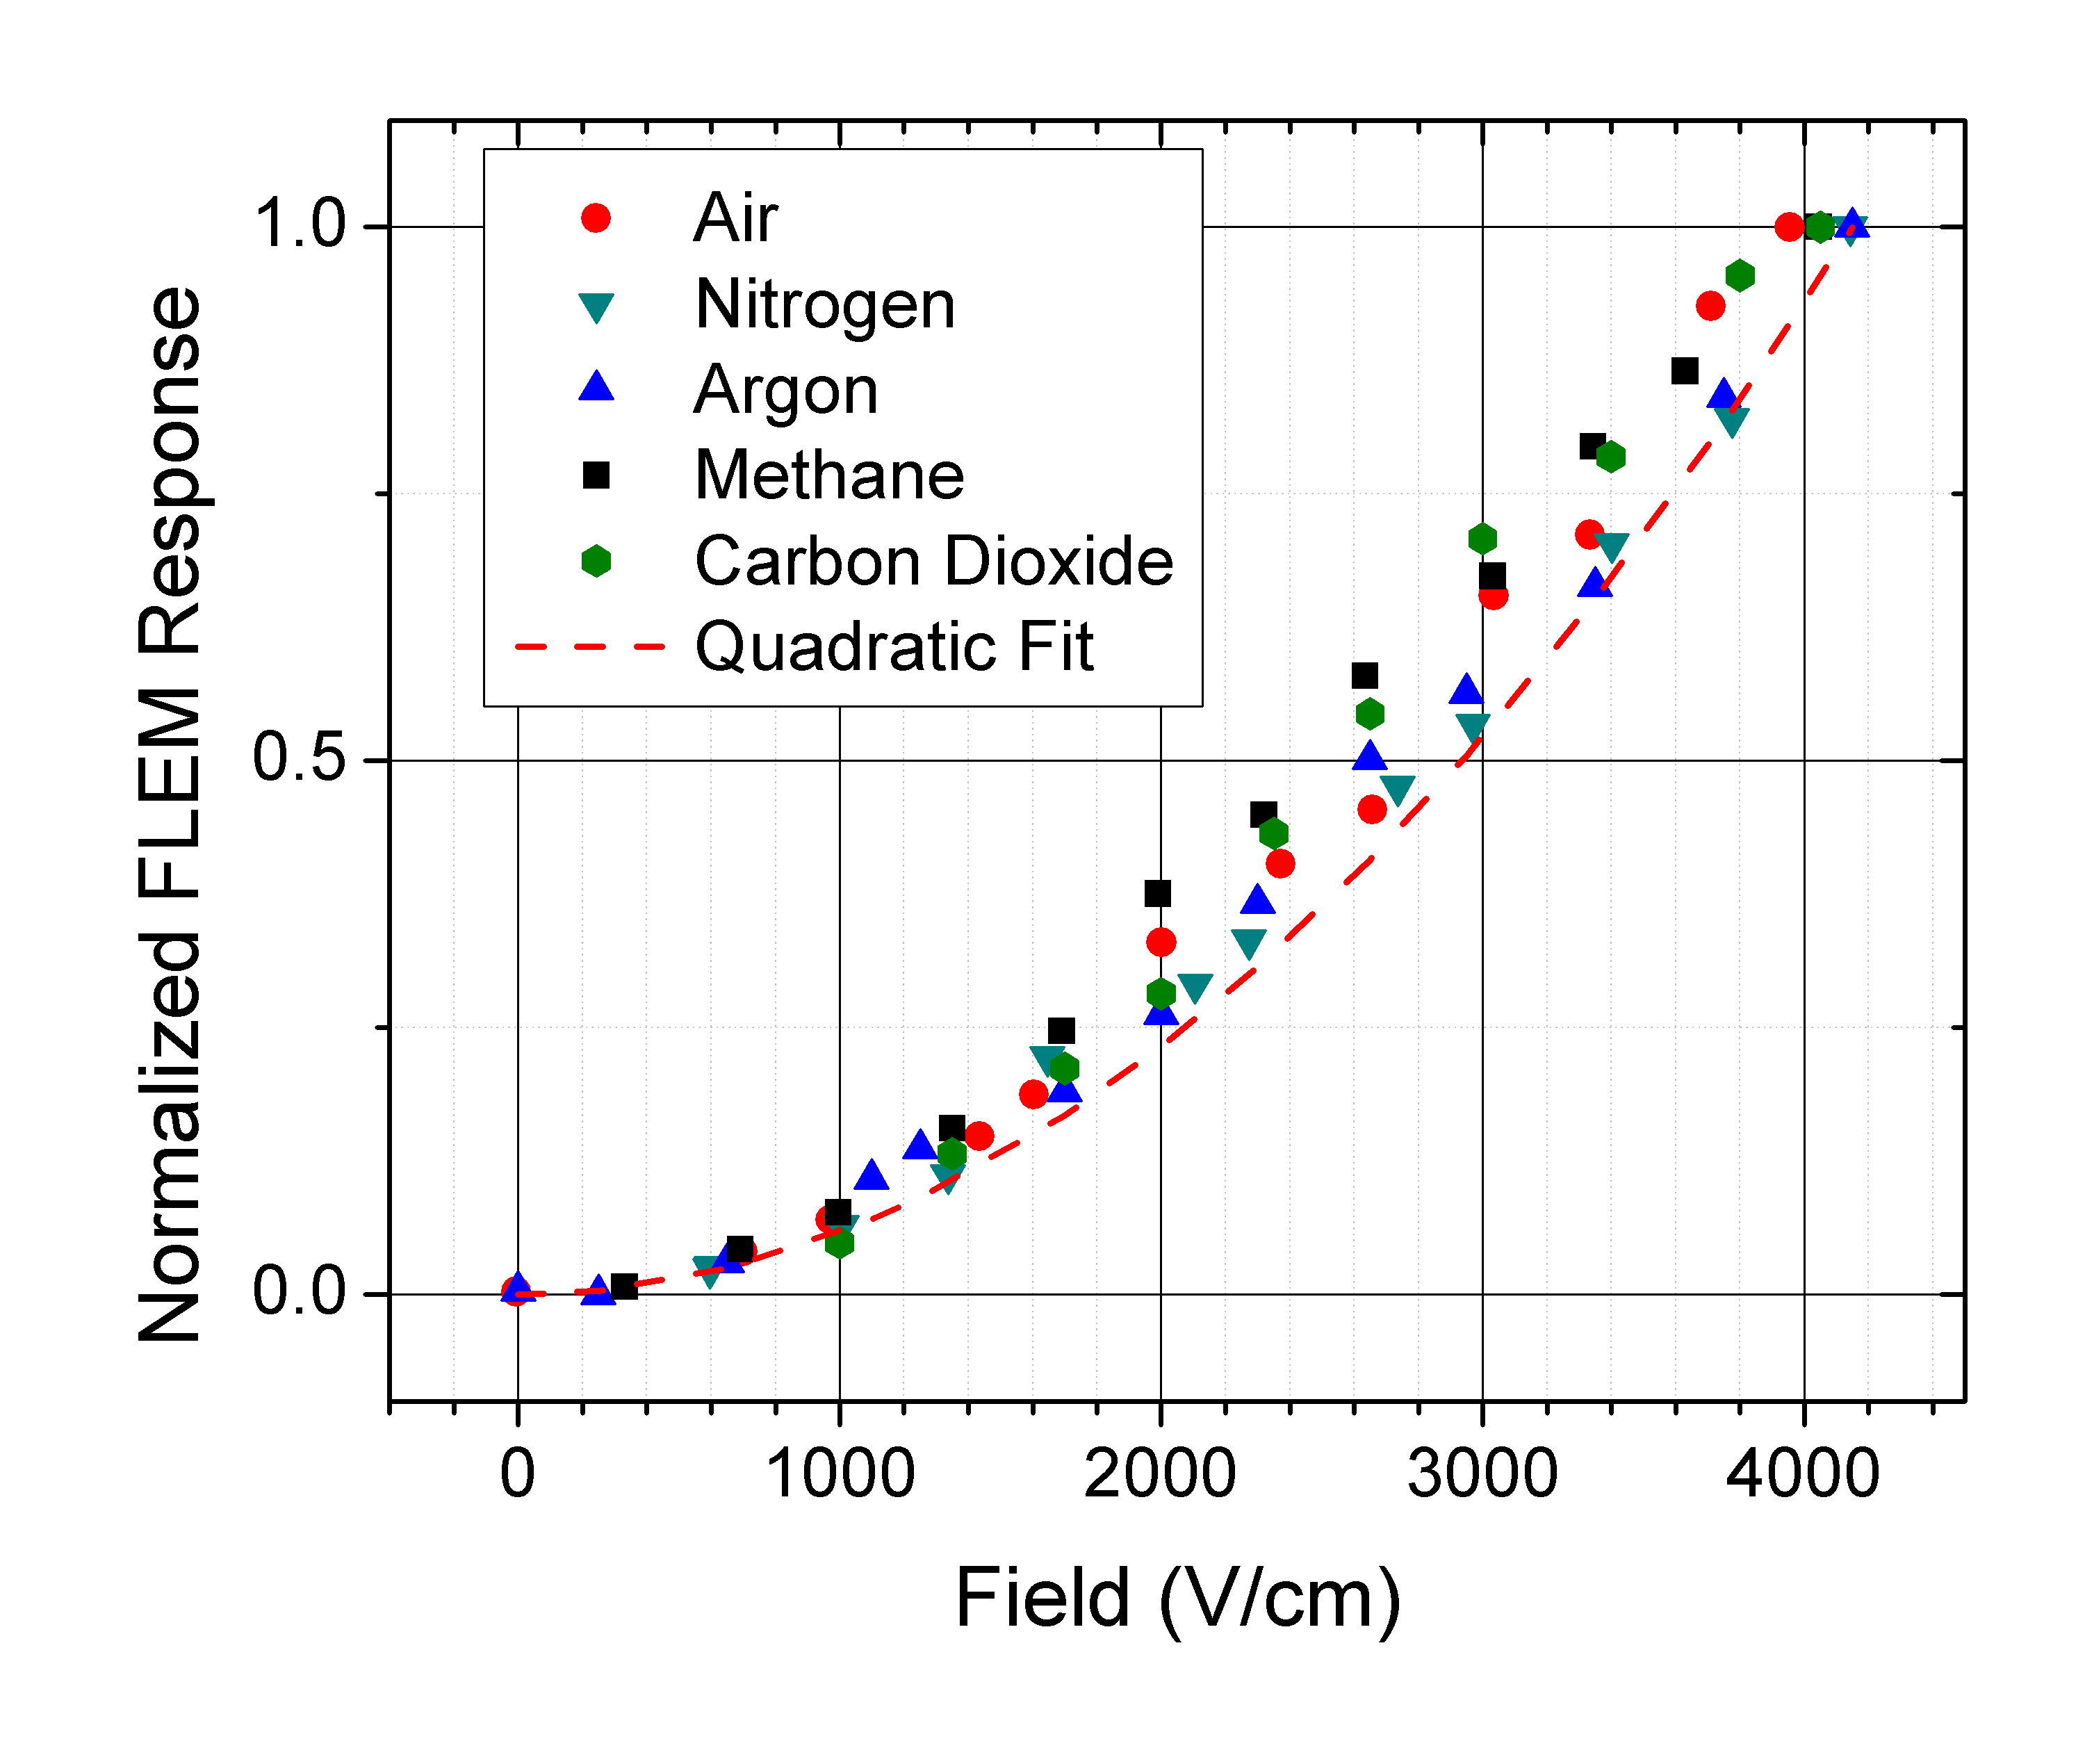 Normalized FLEM Response
1.0
0.5
0.0
Air
Nitrogen
Argon
Methane
Carbon Dioxide
Quadratic Fit
0 1000 2000 3000 4000
Field (V/cm)